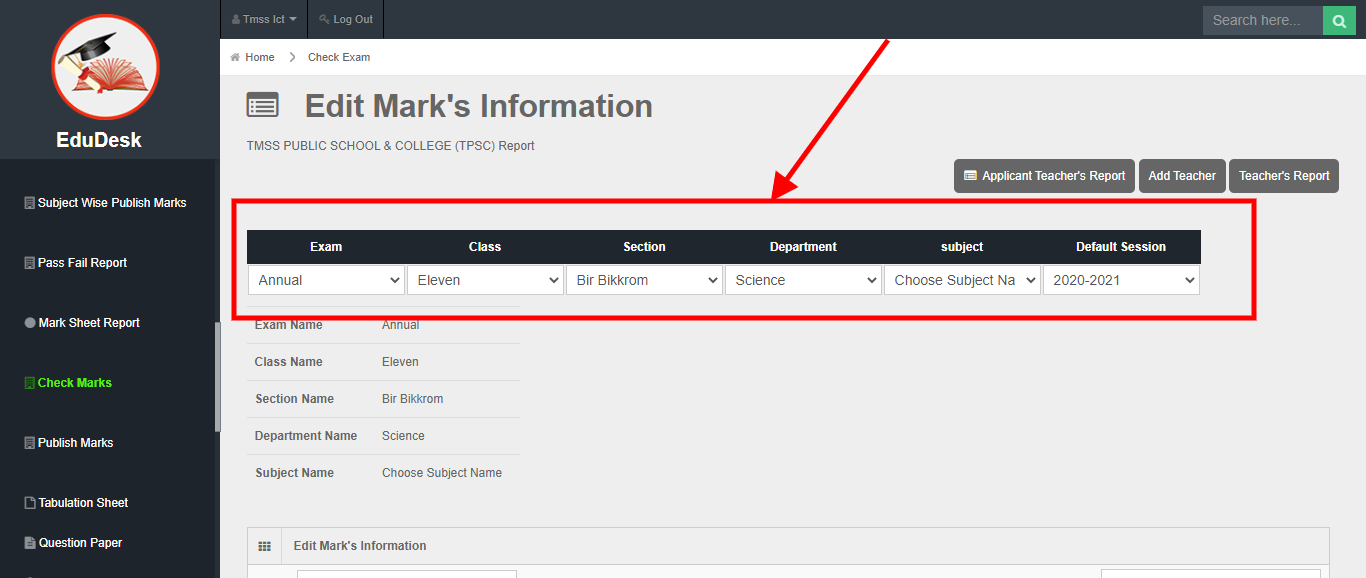 Tmss Ict
Log Out
Search here...
EduDesk
Home
Check Exam
Edit Mark's Information
TMSS PUBLIC SCHOOL & COLLEGE (TPSC) Report
Applicant Teacher's Report
Add Teacher
Teacher's Report
Subject Wise Publish Marks
Pass Fail Report
Mark Sheet Report
Check Marks
Publish Marks
Tabulation Sheet
Question Paper
Exam Class Section Department subject Default Session
Annual Eleven Bir Bikkrom Science Choose Subject Na 2020-2021
Exam Name Annual
Class Name Eleven
Section Name Bir Bikkrom
Department Name Science
Subject Name Choose Subject Name
Edit Mark's Information